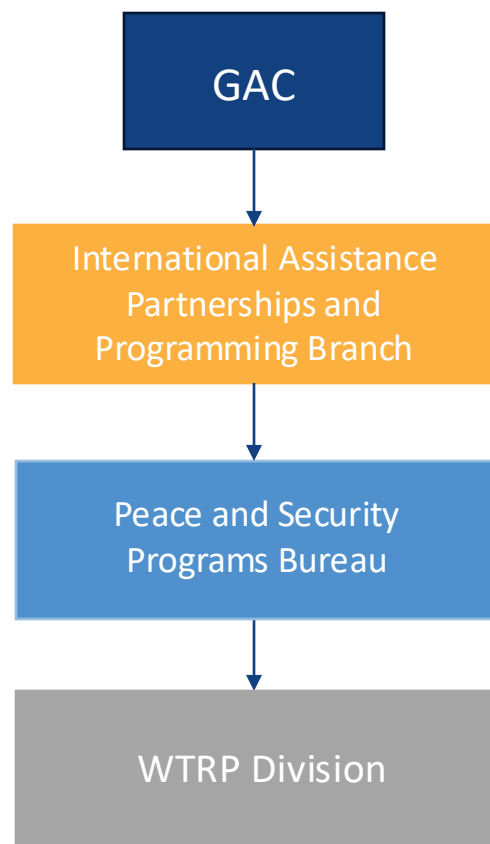 GAC
International Assistance
Partnerships and
Programming Branch
Peace and Security
Programs Bureau
WTRP Division